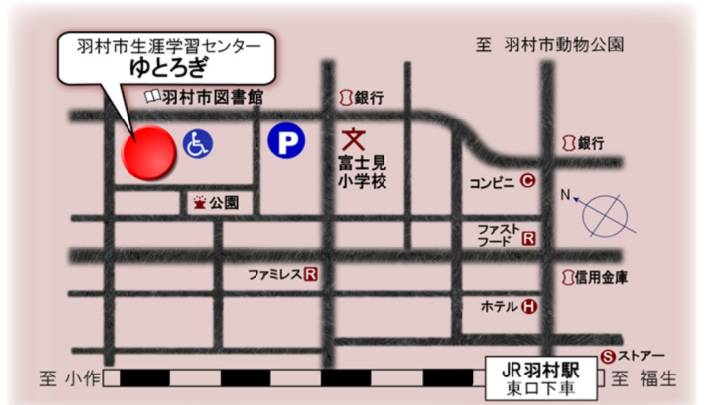 羽村市生涯学習センター
ゆとろぎ
至 羽村市動物公園
羽村市図書館
銀行
P
文
富士見
小学校
銀行
コンビニ C
N
公園
ファスト
フード R
ファミレス R
信用金庫
ホテル H
S ストアー
至 小作
JR羽村駅
東口下車
至 福生